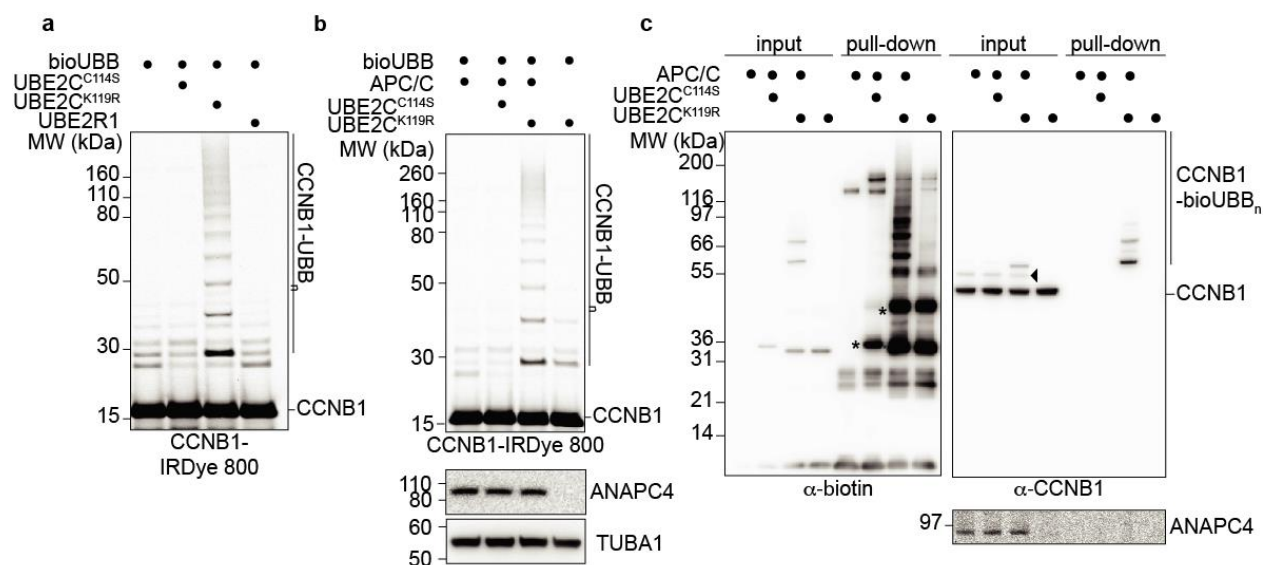 a
bioUBB
UBE2C^C114S
UBE2C^K119R
UBE2R1
MW (kDa)
160
110
80
50
30
15
CCNB1-UBB
n
CCNB1
CCNB1-
IRDye 800
b
bioUBB
APC/C
UBE2C^C114S
UBE2C^K119R
MW (kDa)
260
160
110
80
50
30
15
CCNB1-UBB
n
CCNB1
CCNB1-IRDye 800
110
80
ANAPC4
60
50
TUBA1
c
input pull-down input pull-down
APC/C
UBE2C^C114S
UBE2C^K119R
MW (kDa)
200
116
97
66
55
36
31
21
14
*
*
CCNB1
-bioUBBn
CCNB1
α-biotin
α-CCNB1
97
ANAPC4